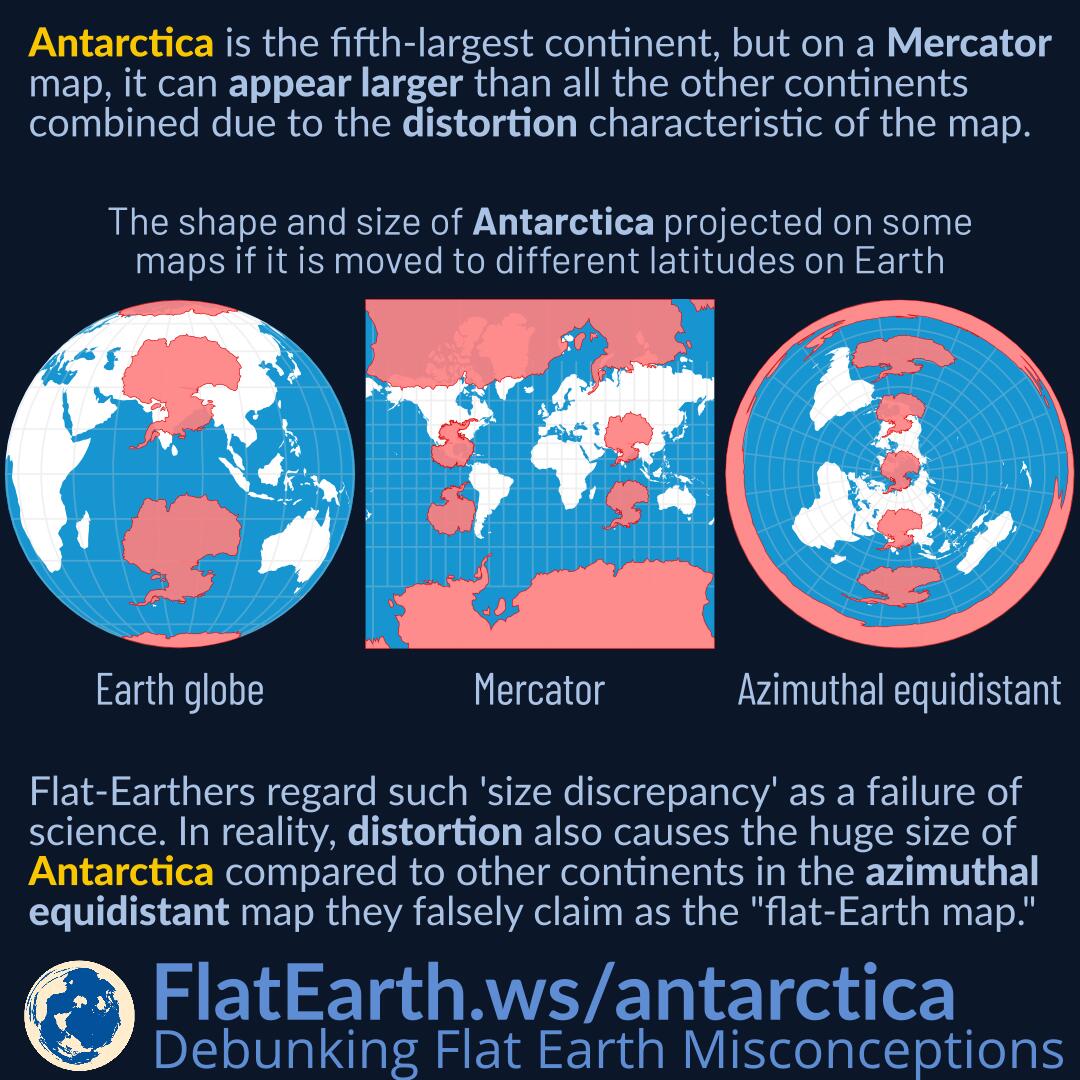 Antarctica is the fifth-largest continent, but on a Mercator
map, it can appear larger than all the other continents
combined due to the distortion characteristic of the map.
The shape and size of Antarctica projected on some
maps if it is moved to different latitudes on Earth
Earth globe
Mercator
Azimuthal equidistant
Flat-Earthers regard such 'size discrepancy' as a failure of
science. In reality, distortion also causes the huge size of
Antarctica compared to other continents in the azimuthal
equidistant map they falsely claim as the "flat-Earth map."
FlatEarth.ws/antarctica
Debunking Flat Earth Misconceptions